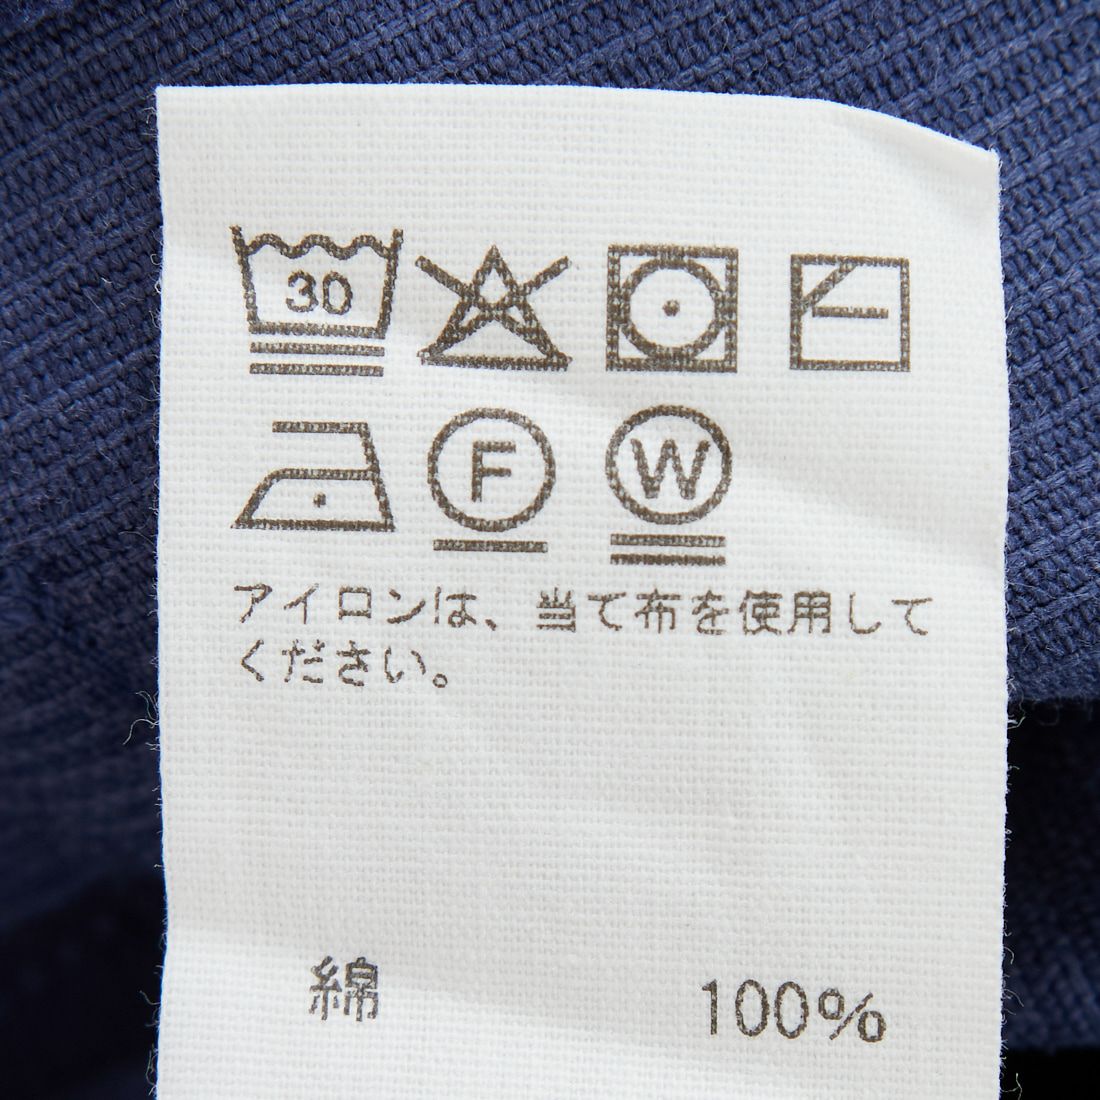 30
F W
アイロンは、当て布を使用して
ください。
綿 100%